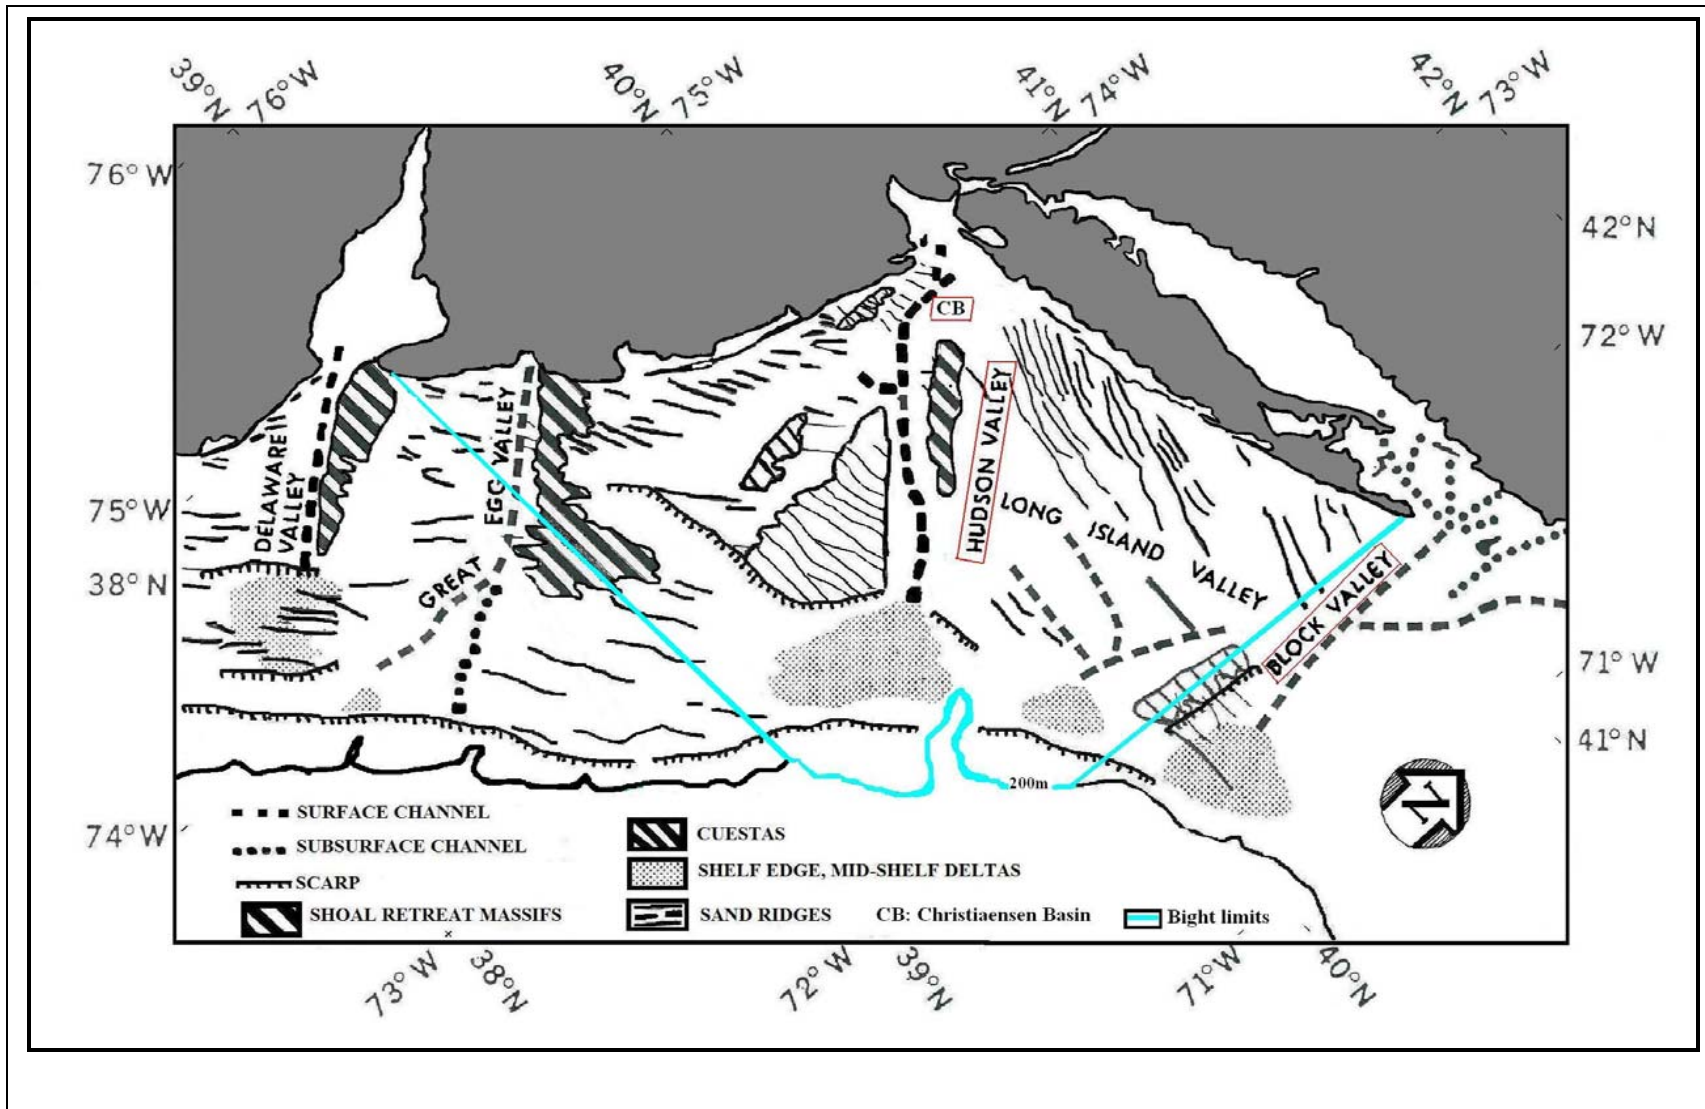 39°N 76°W
40°N 75°W
41°N 74°W
42°N 73°W
76°W
42°N
CB
72°W
DELAWARE VALLEY
EGG VALLEY
GREAT
HUDSON VALLEY
75°W
LONG ISLAND VALLEY
38°N
BLOCK VALLEY
71°W
41°N
200m
N
74°W
SURFACE CHANNEL
SUBSURFACE CHANNEL
SCARP
SHOAL RETREAT MASSIFS
CUESTAS
SHELF EDGE, MID-SHELF DELTAS
SAND RIDGES
CB: Christiaensen Basin
Bight limits
73°W 38°N
72°W 39°N
71°W 40°N